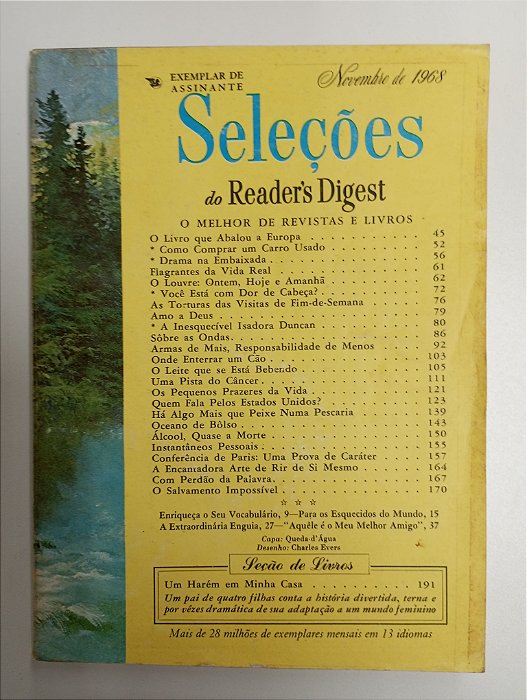 EXEMPLAR DE
ASSINANTE
Novembre de 1968
Seleções
do Reader's Digest
O MELHOR DE REVISTAS E LIVROS
O Livro que Abalou a Europa . . . . . . . . . . . 45
* Como Comprar um Carro Usado . . . . . . . . . . 52
* Drama na Embaixada . . . . . . . . . . . . . . 56
Flagrantes da Vida Real . . . . . . . . . . . . . 61
O Louvre: Ontem, Hoje e Amanhã . . . . . . . . . 62
* Você Está com Dor de Cabeça? . . . . . . . . . . 72
As Torturas das Visitas de Fim-de-Semana . . . . . 76
Amo a Deus . . . . . . . . . . . . . . . . . . 79
* A Inesquecível Isadora Duncan . . . . . . . . . . 80
Sôbre as Ondas . . . . . . . . . . . . . . . . . 86
Armas de Mais, Responsabilidade de Menos . . . . . 92
Onde Enterrar um Cão . . . . . . . . . . . . . . 103
O Leite que se Está Bebendo . . . . . . . . . . . 105
Uma Pista do Câncer . . . . . . . . . . . . . . . 111
Os Pequenos Prazeres da Vida . . . . . . . . . . 121
Quem Fala Pelos Estados Unidos? . . . . . . . . . 123
Há Algo Mais que Peixe Numa Pescaria . . . . . . 139
Oceano de Bôlso . . . . . . . . . . . . . . . . 143
Álcool, Quase a Morte . . . . . . . . . . . . . . 150
Instantâneos Pessoais . . . . . . . . . . . . . . 155
Conferência de Paris: Uma Prova de Caráter . . . . 157
A Encantadora Arte de Rir de Si Mesmo . . . . . . 164
Com Perdão da Palavra . . . . . . . . . . . . . . 167
O Salvamento Impossível . . . . . . . . . . . . . 170
☆ ☆ ☆
Enriqueça o Seu Vocabulário, 9—Para os Esquecidos do Mundo, 15
A Extraordinária Enguia, 27—"Aquêle é o Meu Melhor Amigo", 37
Capa: Queda-d'Água
Desenho: Charles Evers
Seção de Livros
Um Harém em Minha Casa . . . . . . . . . . . 191
Um pai de quatro filhas conta a história divertida, terna e
por vêzes dramática de sua adaptação a um mundo feminino
Mais de 28 milhões de exemplares mensais em 13 idiomas